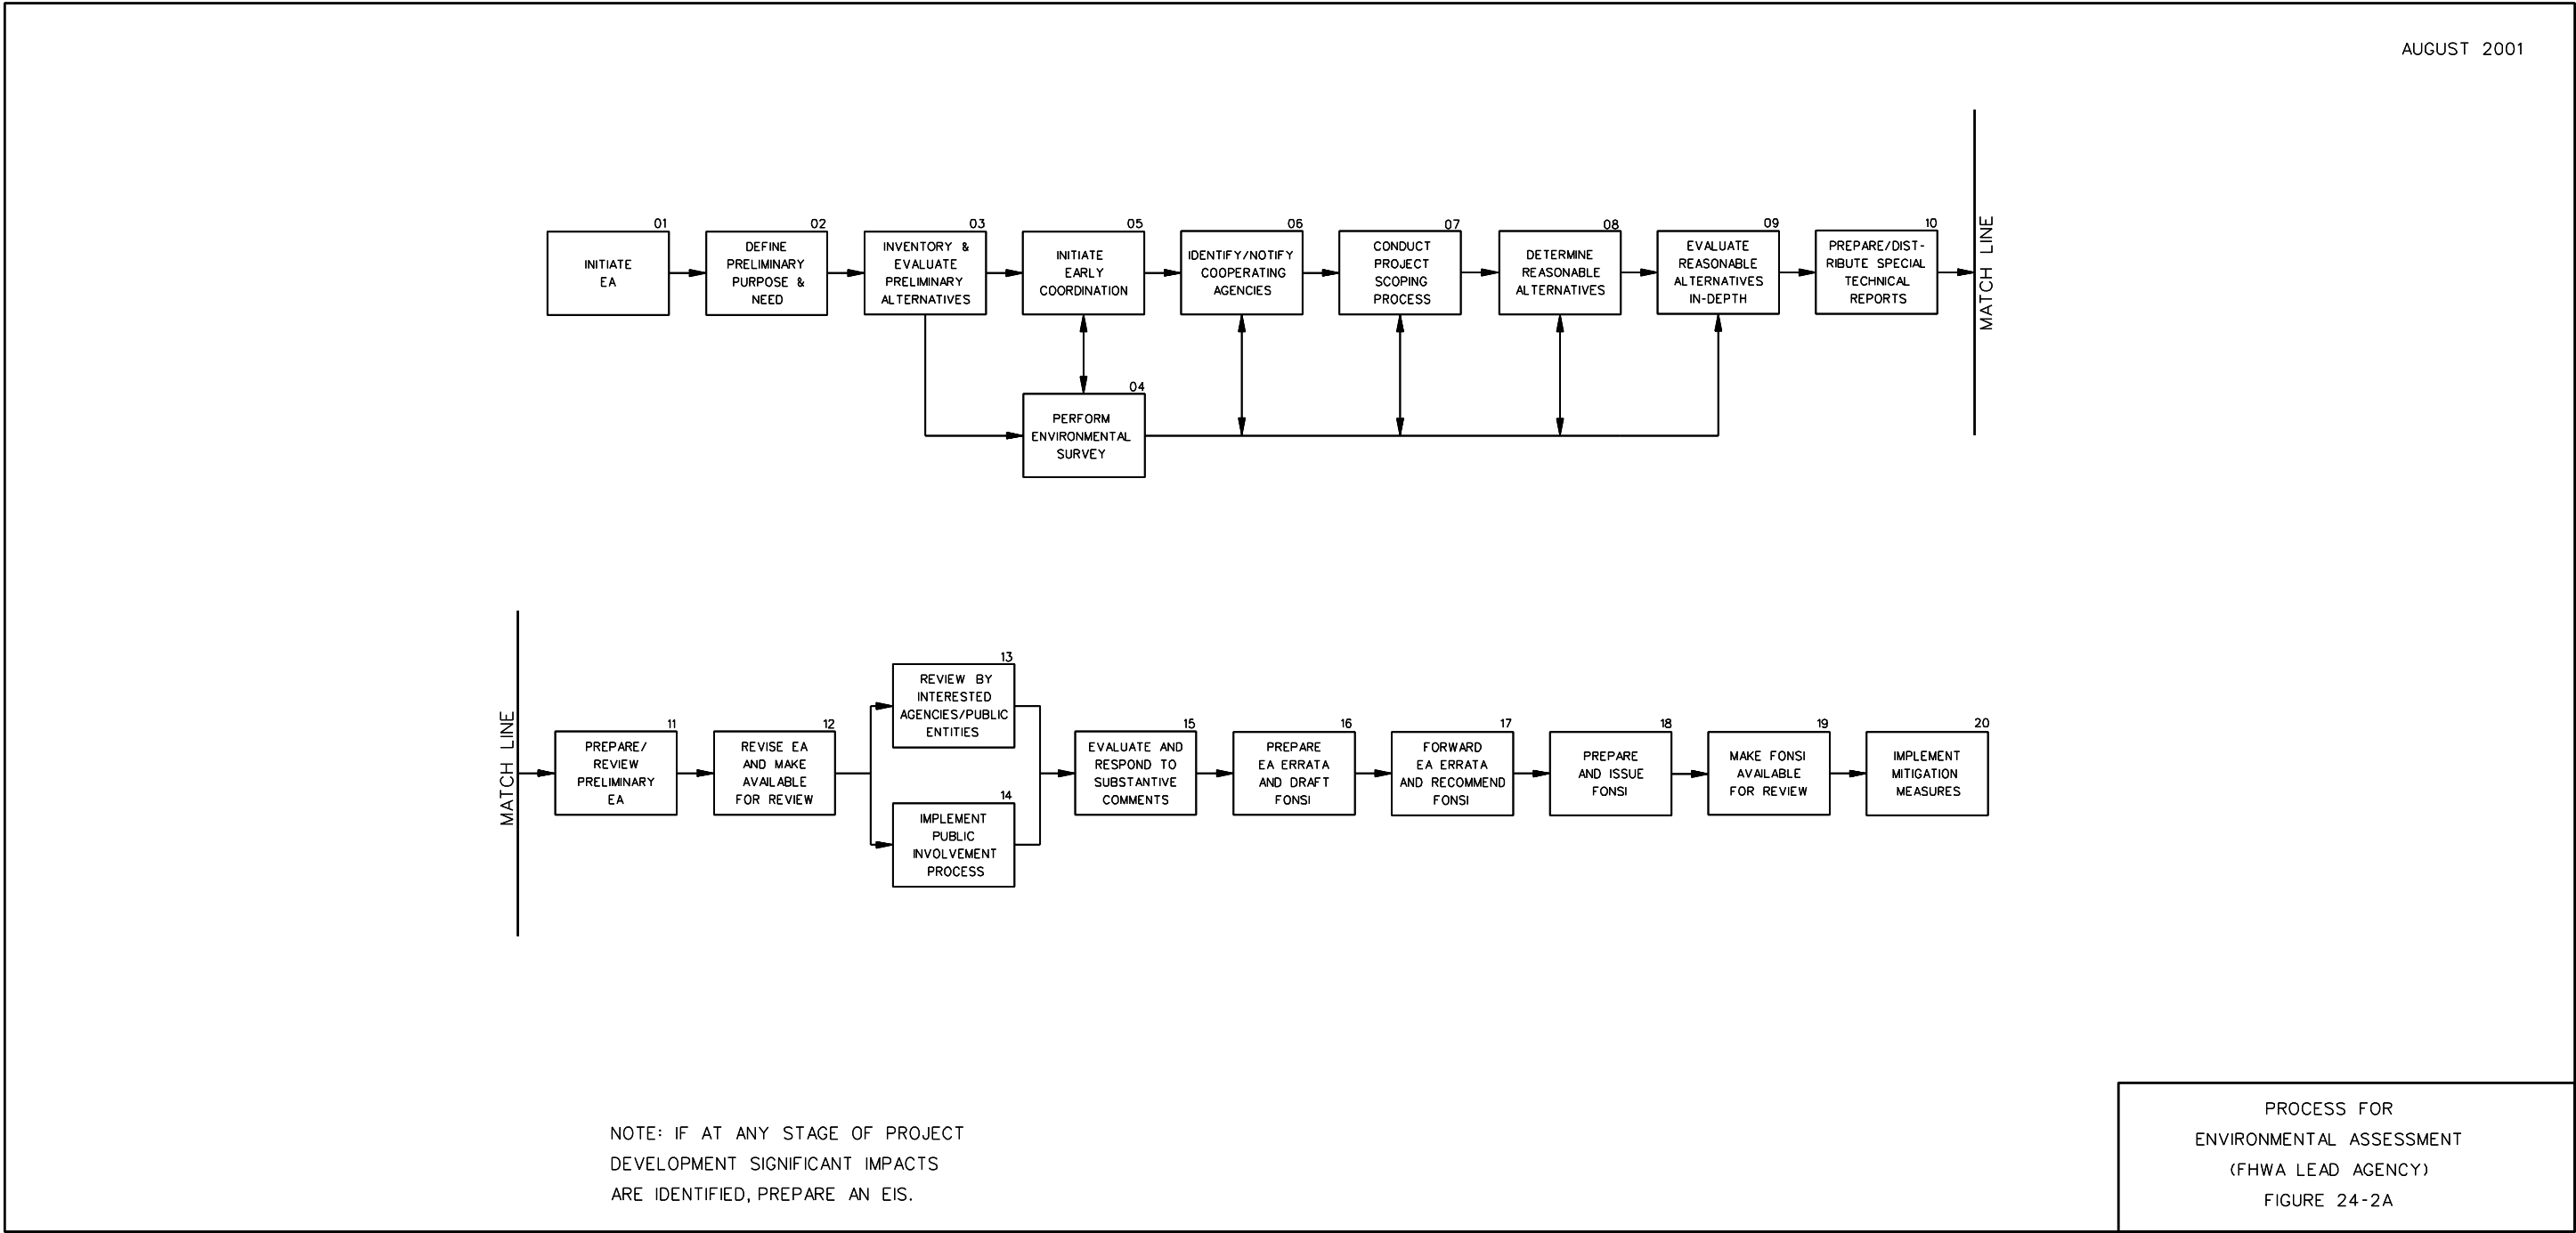 AUGUST 2001
01
INITIATE
EA
02
DEFINE
PRELIMINARY
PURPOSE &
NEED
03
INVENTORY &
EVALUATE
PRELIMINARY
ALTERNATIVES
05
INITIATE
EARLY
COORDINATION
06
IDENTIFY/NOTIFY
COOPERATING
AGENCIES
07
CONDUCT
PROJECT
SCOPING
PROCESS
08
DETERMINE
REASONABLE
ALTERNATIVES
09
EVALUATE
REASONABLE
ALTERNATIVES
IN-DEPTH
10
PREPARE/DIST-
RIBUTE SPECIAL
TECHNICAL
REPORTS
MATCH LINE
04
PERFORM
ENVIRONMENTAL
SURVEY
MATCH LINE
11
PREPARE/
REVIEW
PRELIMINARY
EA
12
REVISE EA
AND MAKE
AVAILABLE
FOR REVIEW
13
REVIEW BY
INTERESTED
AGENCIES/PUBLIC
ENTITIES
14
IMPLEMENT
PUBLIC
INVOLVEMENT
PROCESS
15
EVALUATE AND
RESPOND TO
SUBSTANTIVE
COMMENTS
16
PREPARE
EA ERRATA
AND DRAFT
FONSI
17
FORWARD
EA ERRATA
AND RECOMMEND
FONSI
18
PREPARE
AND ISSUE
FONSI
19
MAKE FONSI
AVAILABLE
FOR REVIEW
20
IMPLEMENT
MITIGATION
MEASURES
NOTE: IF AT ANY STAGE OF PROJECT
DEVELOPMENT SIGNIFICANT IMPACTS
ARE IDENTIFIED, PREPARE AN EIS.
PROCESS FOR
ENVIRONMENTAL ASSESSMENT
(FHWA LEAD AGENCY)
FIGURE 24-2A